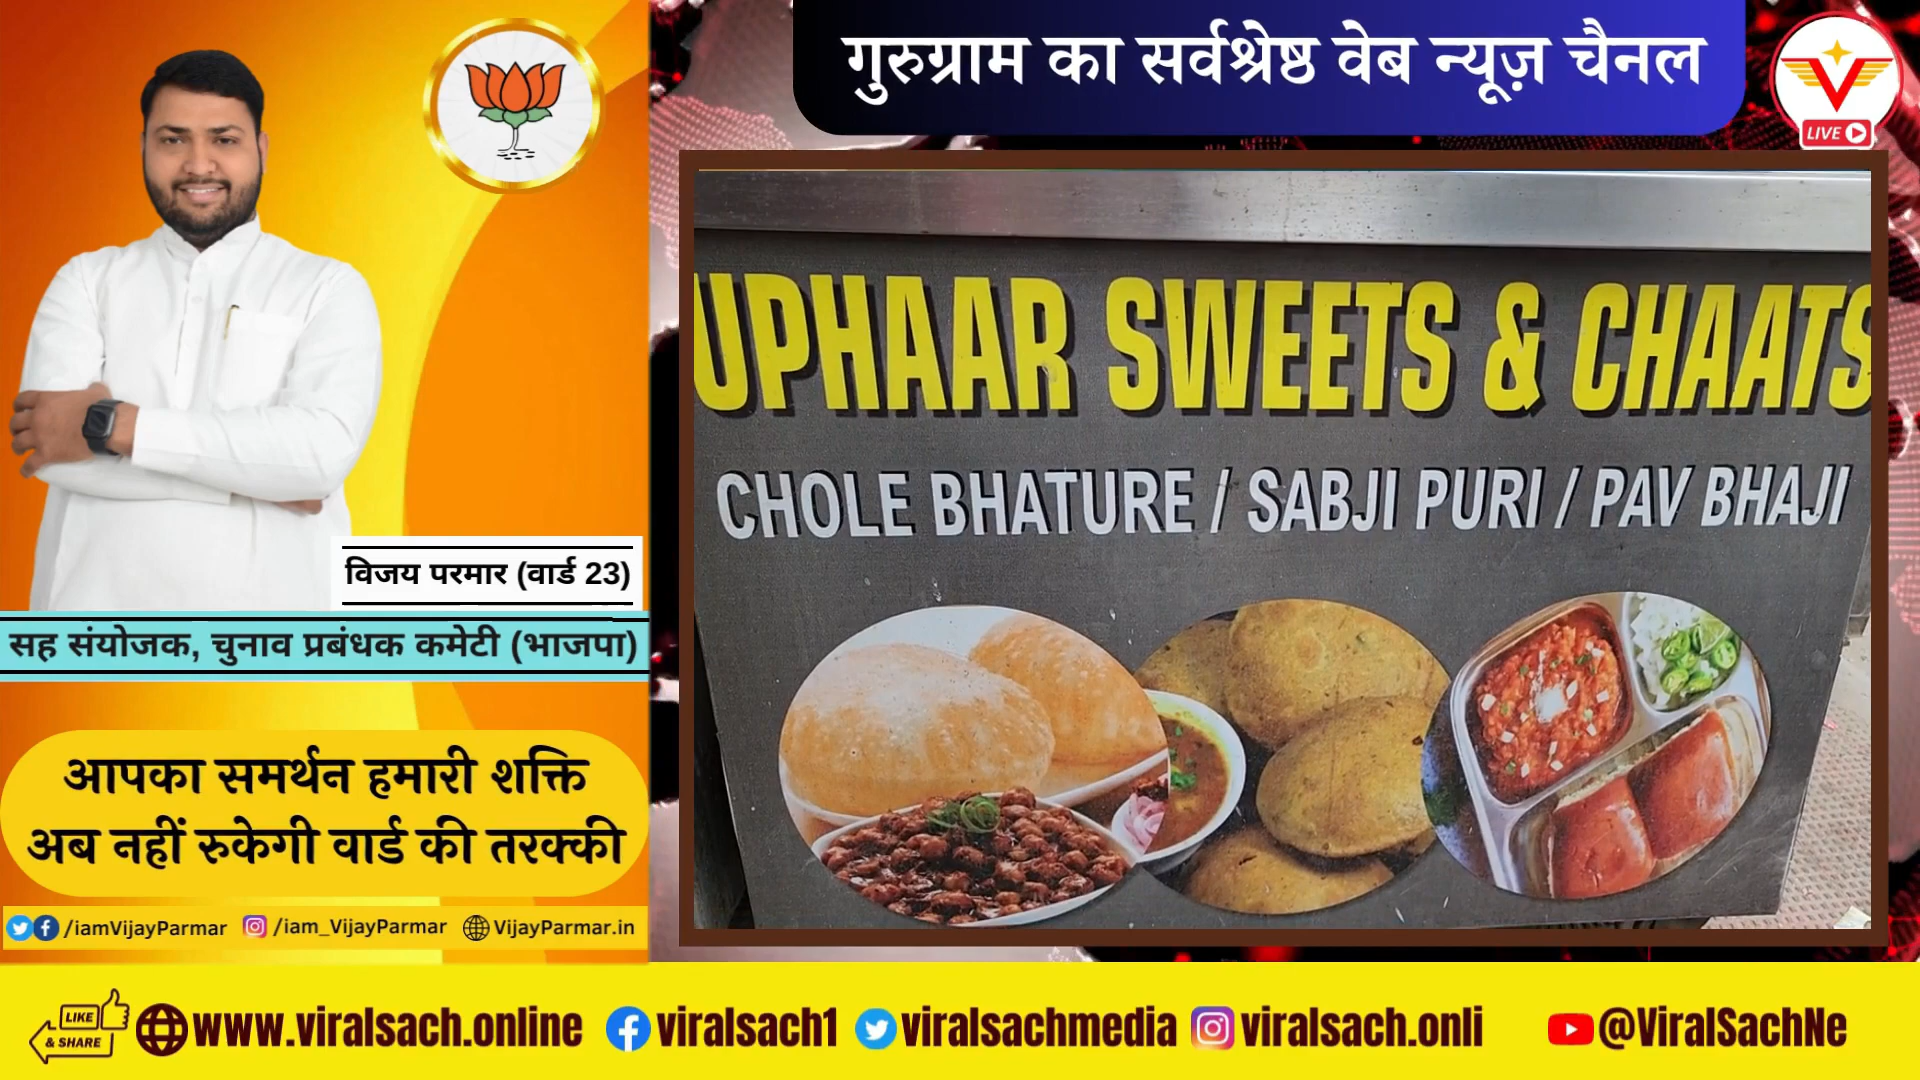 गुरुग्राम का सर्वश्रेष्ठ वेब न्यूज़ चैनल
LIVE
UPHAAR SWEETS & CHAATS
CHOLE BHATURE / SABJI PURI / PAV BHAJI
विजय परमार (वार्ड 23)
सह संयोजक, चुनाव प्रबंधक कमेटी (भाजपा)
आपका समर्थन हमारी शक्ति
अब नहीं रुकेगी वार्ड की तरक्की
/iamVijayParmar /iam_VijayParmar VijayParmar.in
LIKE
& SHARE
www.viralsach.online viralsach1 viralsachmedia viralsach.onli @ViralSachNe